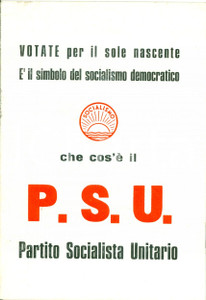 VOTATE per il sole nascente
E' il simbolo del socialismo democratico
SOCIALISMO
che cos'è il
P. S. U.
Partito Socialista Unitario